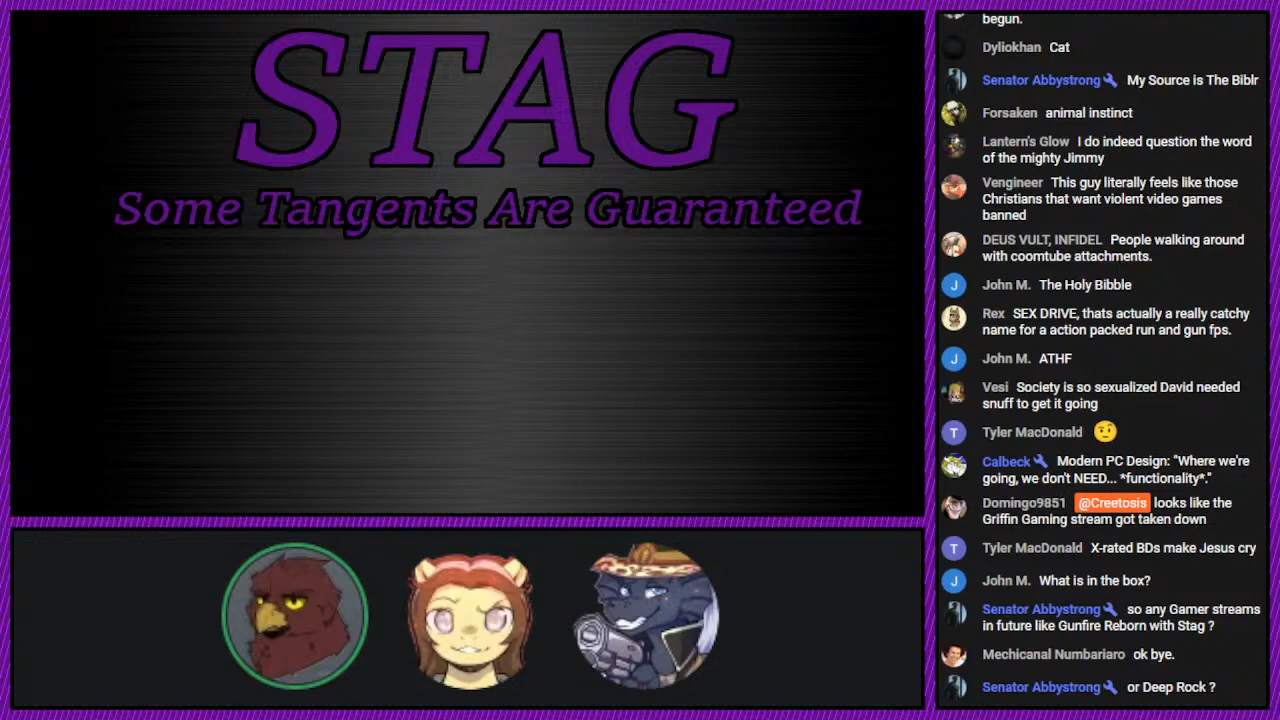 STAG
Some Tangents Are Guaranteed
begun.
Dyliokhan Cat
Senator Abbystrong My Source is The Biblr
Forsaken animal instinct
Lantern's Glow I do indeed question the word
of the mighty Jimmy
Vengineer This guy literally feels like those
Christians that want violent video games
banned
DEUS VULT, INFIDEL People walking around
with coomtube attachments.
J John M. The Holy Bibble
Rex SEX DRIVE, thats actually a really catchy
name for a action packed run and gun fps.
J John M. ATHF
Vesi Society is so sexualized David needed
snuff to get it going
T Tyler MacDonald 🤨
Calbeck Modern PC Design: "Where we're
going, we don't NEED... *functionality*."
Domingo9851 @Creetosis looks like the
Griffin Gaming stream got taken down
T Tyler MacDonald X-rated BDs make Jesus cry
J John M. What is in the box?
Senator Abbystrong so any Gamer streams
in future like Gunfire Reborn with Stag ?
Mechicanal Numbariaro ok bye.
Senator Abbystrong or Deep Rock ?